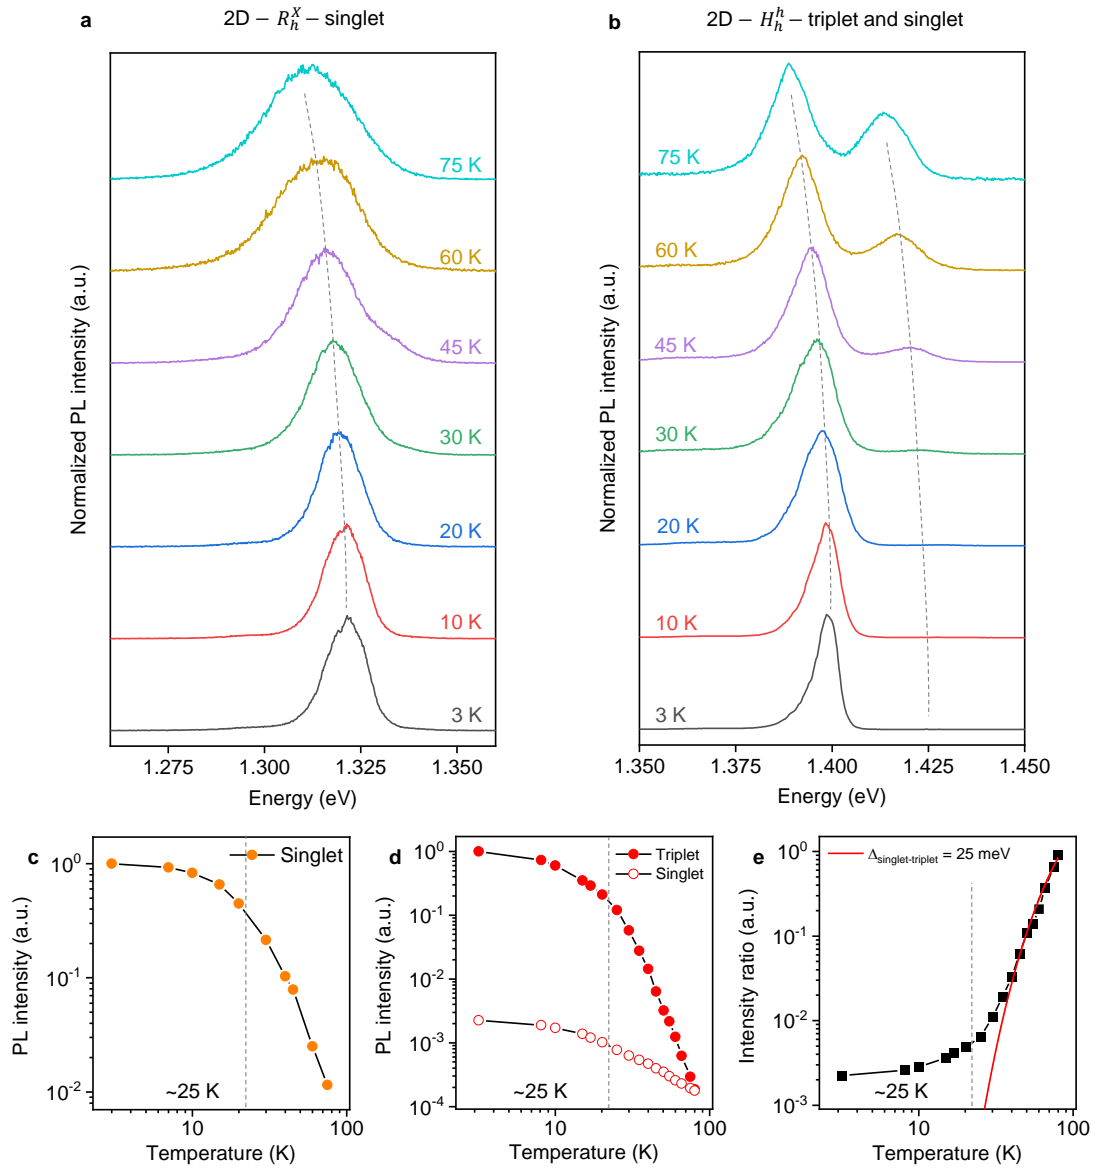 a
2D – R_h^X – singlet
Normalized PL intensity (a.u.)
75 K
60 K
45 K
30 K
20 K
10 K
3 K
1.275
1.300
1.325
1.350
Energy (eV)
b
2D – H_h^h – triplet and singlet
Normalized PL intensity (a.u.)
75 K
60 K
45 K
30 K
20 K
10 K
3 K
1.350
1.375
1.400
1.425
1.450
Energy (eV)
c
Singlet
PL intensity (a.u.)
10^0
10^-1
10^-2
~25 K
10
100
Temperature (K)
d
Triplet
Singlet
PL intensity (a.u.)
10^0
10^-1
10^-2
10^-3
10^-4
~25 K
10
100
Temperature (K)
e
Δ_singlet-triplet = 25 meV
Intensity ratio (a.u.)
10^0
10^-1
10^-2
10^-3
~25 K
10
100
Temperature (K)